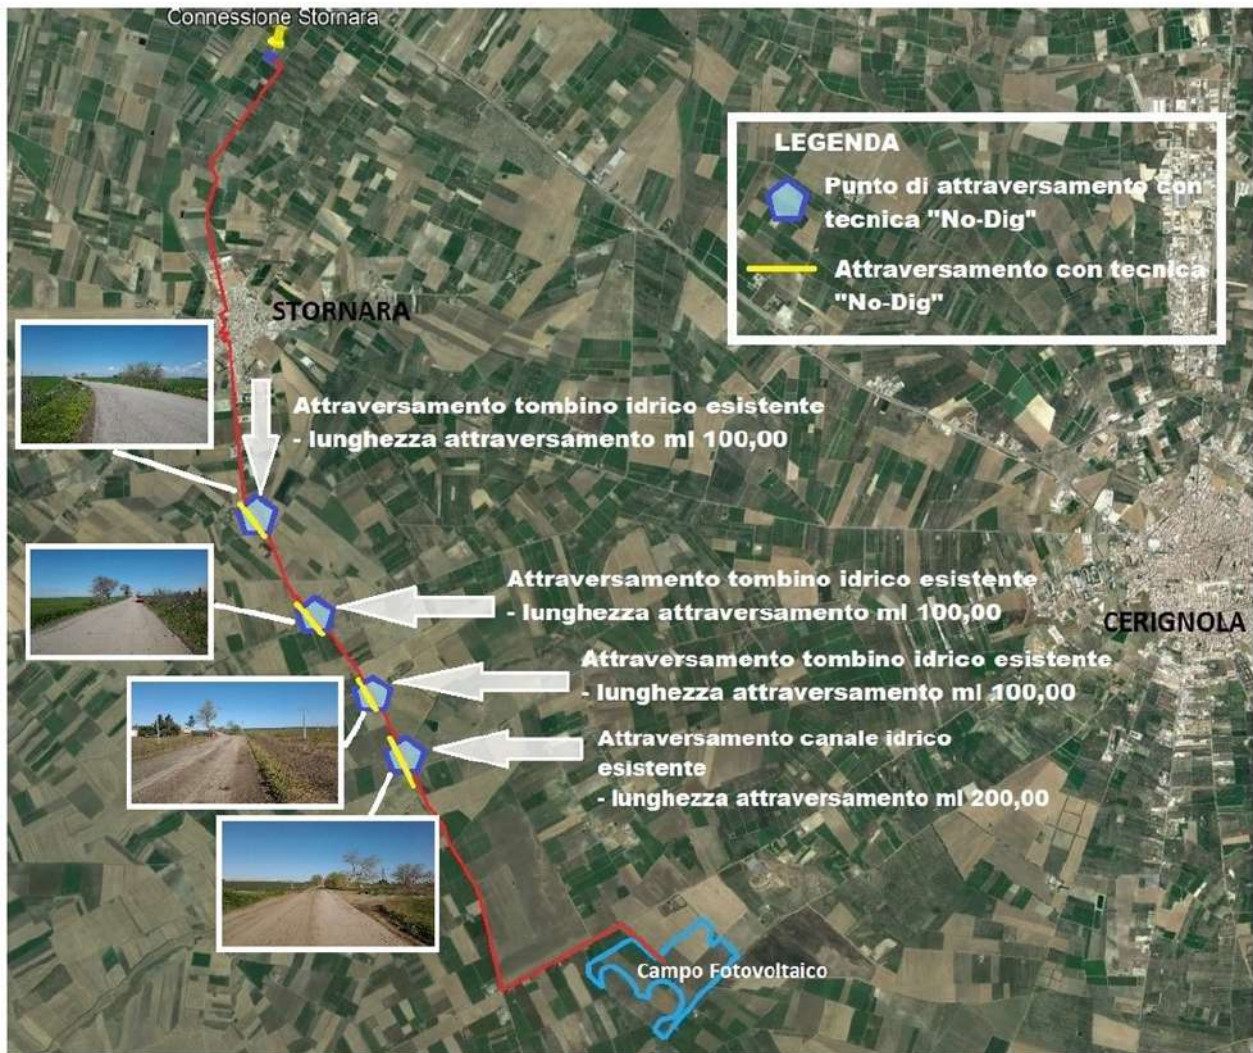 Connessione Stornara
LEGENDA
Punto di attraversamento con
tecnica "No-Dig"
Attraversamento con tecnica
"No-Dig"
STORNARA
Attraversamento tombino idrico esistente
- lunghezza attraversamento ml 100,00
Attraversamento tombino idrico esistente
- lunghezza attraversamento ml 100,00
CERIGNOLA
Attraversamento tombino idrico esistente
- lunghezza attraversamento ml 100,00
Attraversamento canale idrico
esistente
- lunghezza attraversamento ml 200,00
Campo Fotovoltaico